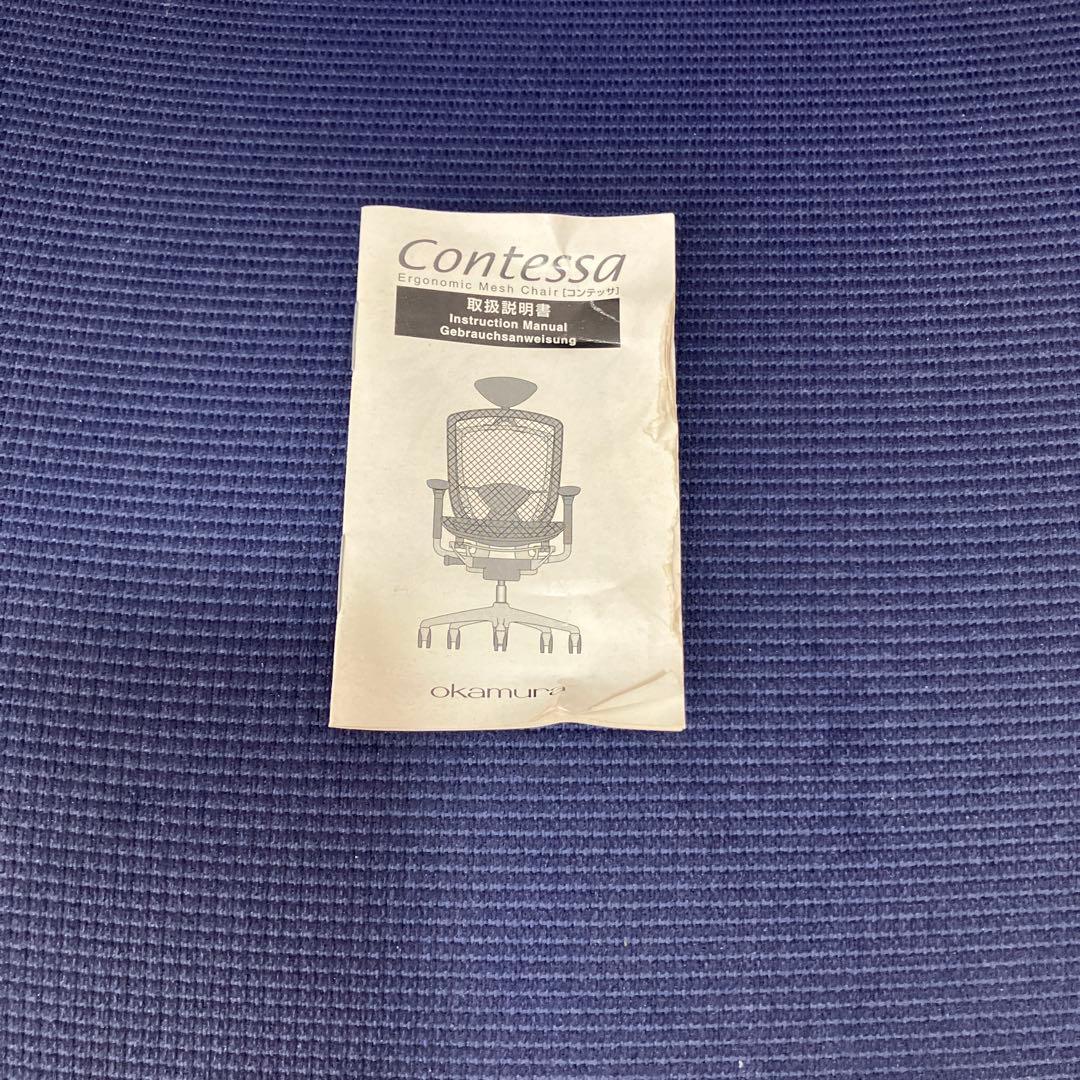 Contessa
Ergonomic Mesh Chair [コンテッサ]
取扱説明書
Instruction Manual
Gebrauchsanweisung
okamura